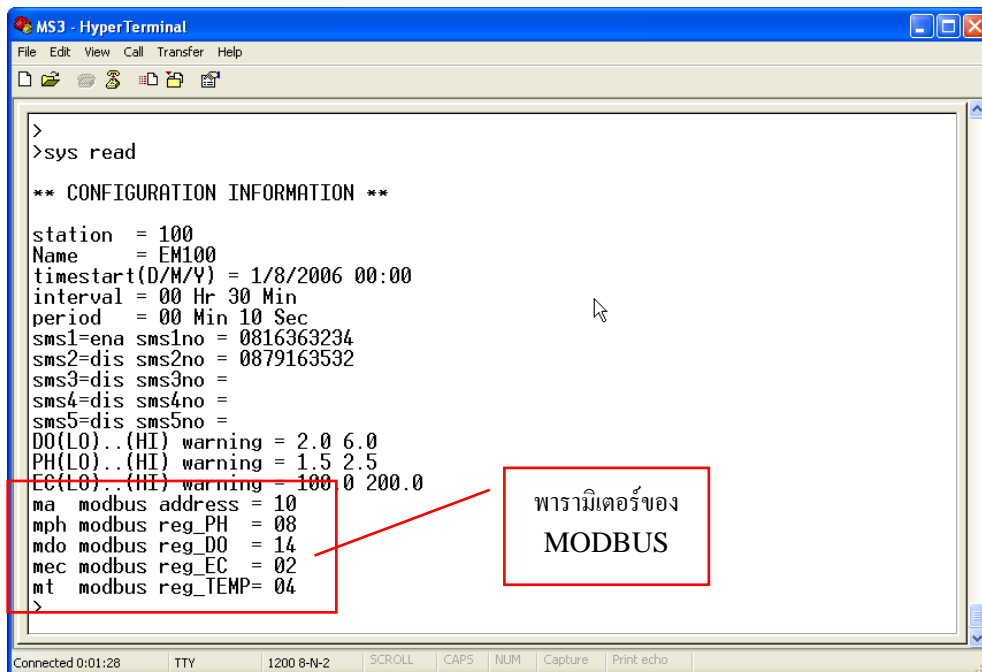 MS3 - HyperTerminal
File Edit View Call Transfer Help
>
>sys read
** CONFIGURATION INFORMATION **
station = 100
Name = EM100
timestart(D/M/Y) = 1/8/2006 00:00
interval = 00 Hr 30 Min
period = 00 Min 10 Sec
sms1=ena sms1no = 0816363234
sms2=dis sms2no = 0879163532
sms3=dis sms3no =
sms4=dis sms4no =
sms5=dis sms5no =
DO(LO)..(HI) warning = 2.0 6.0
PH(LO)..(HI) warning = 1.5 2.5
EC(LO)..(HI) warning = 100.0 200.0
ma modbus address = 10
mph modbus reg_PH = 08
mdo modbus reg_DO = 14
mec modbus reg_EC = 02
mt modbus reg_TEMP= 04
>
พารามิเตอร์ของ
MODBUS
Connected 0:01:28 TTY 1200 8-N-2 SCROLL CAPS NUM Capture Print echo